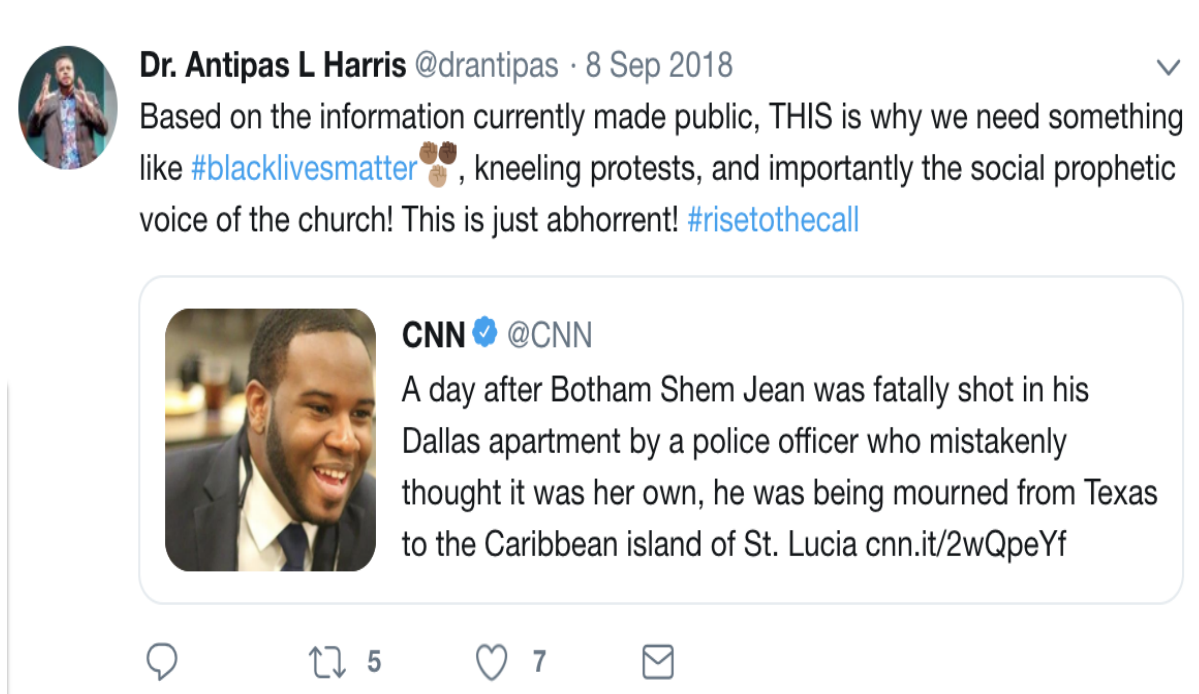 Dr. Antipas L Harris @drantipas · 8 Sep 2018
Based on the information currently made public, THIS is why we need something
like #blacklivesmatter✊🏾✊🏿✊🏽, kneeling protests, and importantly the social prophetic
voice of the church! This is just abhorrent! #risetothecall
CNN @CNN
A day after Botham Shem Jean was fatally shot in his
Dallas apartment by a police officer who mistakenly
thought it was her own, he was being mourned from Texas
to the Caribbean island of St. Lucia cnn.it/2wQpeYf
5 7